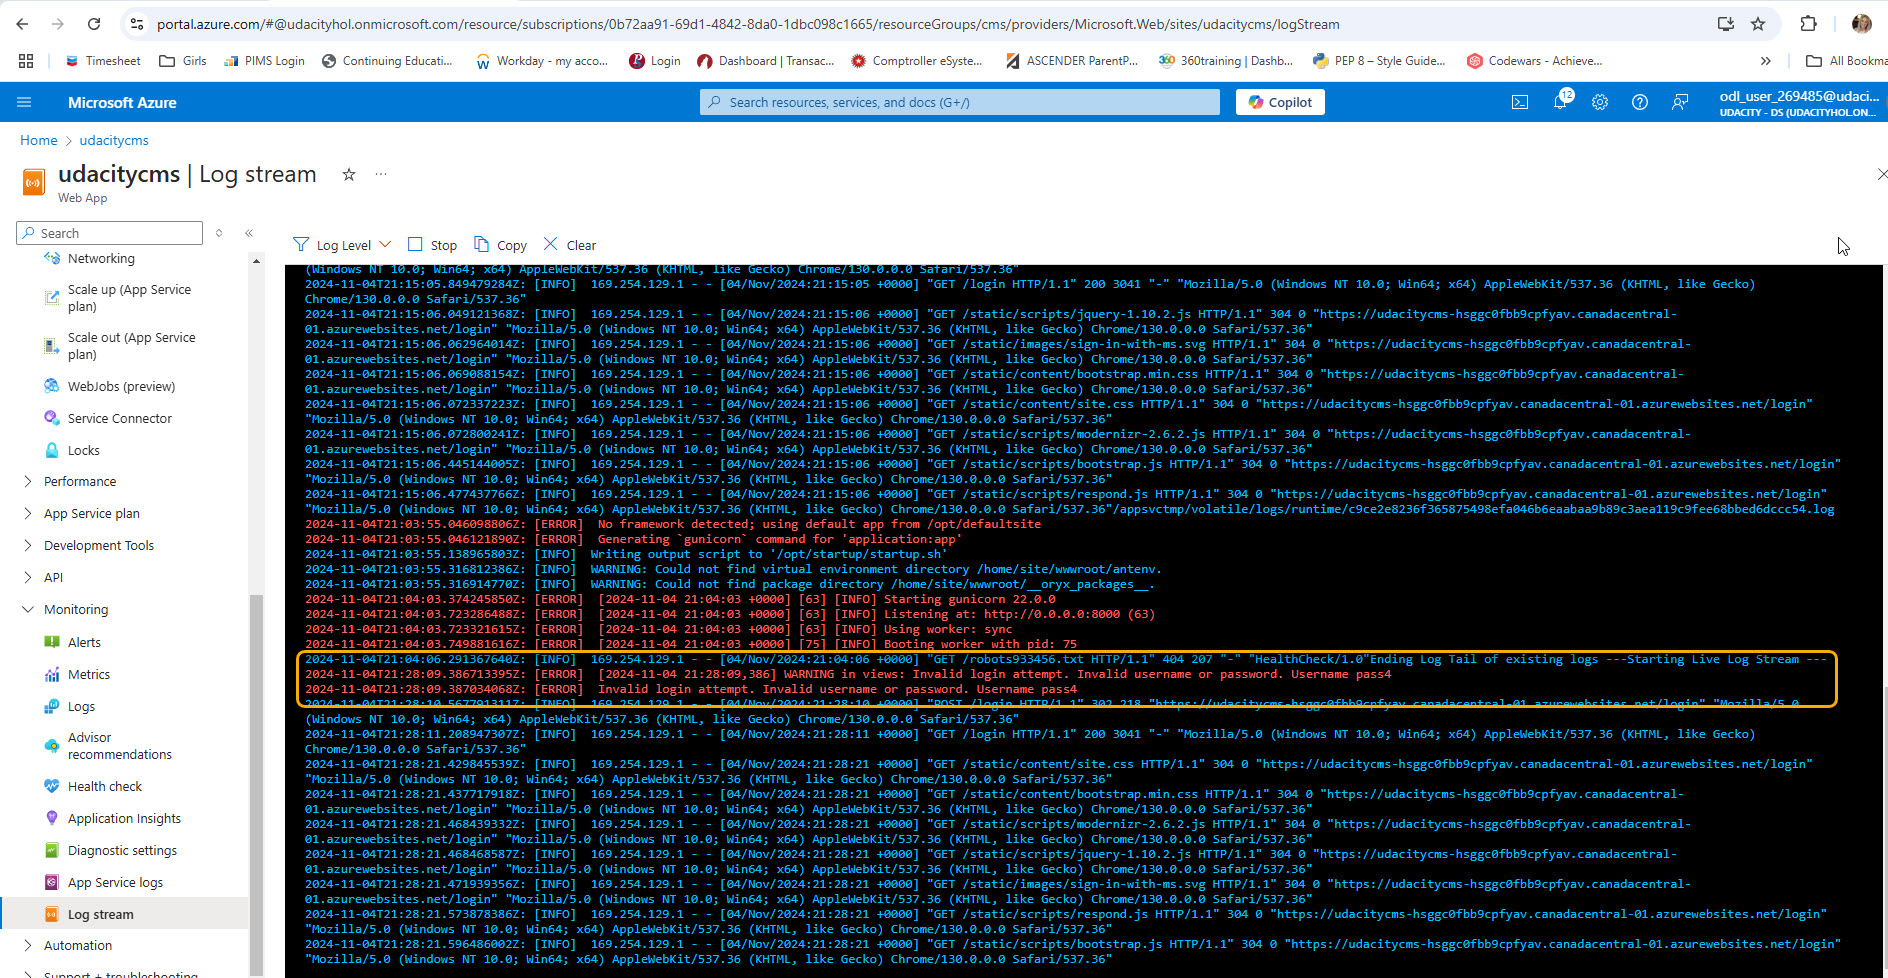 portal.azure.com/#@udacityhol.onmicrosoft.com/resource/subscriptions/0b72aa91-69d1-4842-8da0-1dbc098c1665/resourceGroups/cms/providers/Microsoft.Web/sites/udacitycms/logStream
Timesheet Girls PIMS Login Continuing Educati... Workday - my acco... Login Dashboard | Transac... Comptroller eSyste... ASCENDER ParentP... 360training | Dashb... PEP 8 – Style Guide... Codewars - Achieve... » All Bookma
Microsoft Azure
Search resources, services, and docs (G+/)
Copilot
12
odl_user_269485@udaci...
UDACITY - DS (UDACITYHOL.ON...
Home > udacitycms
udacitycms | Log stream
Web App
Search
Networking
Scale up (App Service
plan)
Scale out (App Service
plan)
WebJobs (preview)
Service Connector
Locks
Performance
App Service plan
Development Tools
API
Monitoring
Alerts
Metrics
Logs
Advisor
recommendations
Health check
Application Insights
Diagnostic settings
App Service logs
Log stream
Automation
Support + troubleshooting
Log Level Stop Copy Clear
(Windows NT 10.0; Win64; x64) AppleWebKit/537.36 (KHTML, like Gecko) Chrome/130.0.0.0 Safari/537.36"
2024-11-04T21:15:05.849479284Z: [INFO] 169.254.129.1 - - [04/Nov/2024:21:15:05 +0000] "GET /login HTTP/1.1" 200 3041 "-" "Mozilla/5.0 (Windows NT 10.0; Win64; x64) AppleWebKit/537.36 (KHTML, like Gecko)
Chrome/130.0.0.0 Safari/537.36"
2024-11-04T21:15:06.049121368Z: [INFO] 169.254.129.1 - - [04/Nov/2024:21:15:06 +0000] "GET /static/scripts/jquery-1.10.2.js HTTP/1.1" 304 0 "https://udacitycms-hsggc0fbb9cpfyav.canadacentral-
01.azurewebsites.net/login" "Mozilla/5.0 (Windows NT 10.0; Win64; x64) AppleWebKit/537.36 (KHTML, like Gecko) Chrome/130.0.0.0 Safari/537.36"
2024-11-04T21:15:06.062964014Z: [INFO] 169.254.129.1 - - [04/Nov/2024:21:15:06 +0000] "GET /static/images/sign-in-with-ms.svg HTTP/1.1" 304 0 "https://udacitycms-hsggc0fbb9cpfyav.canadacentral-
01.azurewebsites.net/login" "Mozilla/5.0 (Windows NT 10.0; Win64; x64) AppleWebKit/537.36 (KHTML, like Gecko) Chrome/130.0.0.0 Safari/537.36"
2024-11-04T21:15:06.069088154Z: [INFO] 169.254.129.1 - - [04/Nov/2024:21:15:06 +0000] "GET /static/content/bootstrap.min.css HTTP/1.1" 304 0 "https://udacitycms-hsggc0fbb9cpfyav.canadacentral-
01.azurewebsites.net/login" "Mozilla/5.0 (Windows NT 10.0; Win64; x64) AppleWebKit/537.36 (KHTML, like Gecko) Chrome/130.0.0.0 Safari/537.36"
2024-11-04T21:15:06.072337223Z: [INFO] 169.254.129.1 - - [04/Nov/2024:21:15:06 +0000] "GET /static/content/site.css HTTP/1.1" 304 0 "https://udacitycms-hsggc0fbb9cpfyav.canadacentral-01.azurewebsites.net/login"
"Mozilla/5.0 (Windows NT 10.0; Win64; x64) AppleWebKit/537.36 (KHTML, like Gecko) Chrome/130.0.0.0 Safari/537.36"
2024-11-04T21:15:06.072800241Z: [INFO] 169.254.129.1 - - [04/Nov/2024:21:15:06 +0000] "GET /static/scripts/modernizr-2.6.2.js HTTP/1.1" 304 0 "https://udacitycms-hsggc0fbb9cpfyav.canadacentral-
01.azurewebsites.net/login" "Mozilla/5.0 (Windows NT 10.0; Win64; x64) AppleWebKit/537.36 (KHTML, like Gecko) Chrome/130.0.0.0 Safari/537.36"
2024-11-04T21:15:06.445144005Z: [INFO] 169.254.129.1 - - [04/Nov/2024:21:15:06 +0000] "GET /static/scripts/bootstrap.js HTTP/1.1" 304 0 "https://udacitycms-hsggc0fbb9cpfyav.canadacentral-01.azurewebsites.net/login"
"Mozilla/5.0 (Windows NT 10.0; Win64; x64) AppleWebKit/537.36 (KHTML, like Gecko) Chrome/130.0.0.0 Safari/537.36"
2024-11-04T21:15:06.477437766Z: [INFO] 169.254.129.1 - - [04/Nov/2024:21:15:06 +0000] "GET /static/scripts/respond.js HTTP/1.1" 304 0 "https://udacitycms-hsggc0fbb9cpfyav.canadacentral-01.azurewebsites.net/login"
"Mozilla/5.0 (Windows NT 10.0; Win64; x64) AppleWebKit/537.36 (KHTML, like Gecko) Chrome/130.0.0.0 Safari/537.36"/appsvctmp/volatile/logs/runtime/c9ce2e8236f365875498efa046b6eaabaa9b89c3aea119c9fee68bbed6dccc54.log
2024-11-04T21:03:55.046098806Z: [ERROR] No framework detected; using default app from /opt/defaultsite
2024-11-04T21:03:55.046121890Z: [ERROR] Generating `gunicorn` command for 'application:app'
2024-11-04T21:03:55.138965803Z: [INFO] Writing output script to '/opt/startup/startup.sh'
2024-11-04T21:03:55.316812386Z: [INFO] WARNING: Could not find virtual environment directory /home/site/wwwroot/antenv.
2024-11-04T21:03:55.316914770Z: [INFO] WARNING: Could not find package directory /home/site/wwwroot/__oryx_packages__.
2024-11-04T21:04:03.374245850Z: [ERROR] [2024-11-04 21:04:03 +0000] [63] [INFO] Starting gunicorn 22.0.0
2024-11-04T21:04:03.723286488Z: [ERROR] [2024-11-04 21:04:03 +0000] [63] [INFO] Listening at: http://0.0.0.0:8000 (63)
2024-11-04T21:04:03.723321615Z: [ERROR] [2024-11-04 21:04:03 +0000] [63] [INFO] Using worker: sync
2024-11-04T21:04:03.749881616Z: [ERROR] [2024-11-04 21:04:03 +0000] [75] [INFO] Booting worker with pid: 75
2024-11-04T21:04:06.291367640Z: [INFO] 169.254.129.1 - - [04/Nov/2024:21:04:06 +0000] "GET /robots933456.txt HTTP/1.1" 404 207 "-" "HealthCheck/1.0"Ending Log Tail of existing logs ---Starting Live Log Stream ---
2024-11-04T21:28:09.386713395Z: [ERROR] [2024-11-04 21:28:09,386] WARNING in views: Invalid login attempt. Invalid username or password. Username pass4
2024-11-04T21:28:09.387034068Z: [ERROR] Invalid login attempt. Invalid username or password. Username pass4
2024-11-04T21:28:10.567791311Z: [INFO] 169.254.129.1 - - [04/Nov/2024:21:28:10 +0000] "POST /login HTTP/1.1" 302 218 "https://udacitycms-hsggc0fbb9cpfyav.canadacentral-01.azurewebsites.net/login" "Mozilla/5.0
(Windows NT 10.0; Win64; x64) AppleWebKit/537.36 (KHTML, like Gecko) Chrome/130.0.0.0 Safari/537.36"
2024-11-04T21:28:11.208947307Z: [INFO] 169.254.129.1 - - [04/Nov/2024:21:28:11 +0000] "GET /login HTTP/1.1" 200 3041 "-" "Mozilla/5.0 (Windows NT 10.0; Win64; x64) AppleWebKit/537.36 (KHTML, like Gecko)
Chrome/130.0.0.0 Safari/537.36"
2024-11-04T21:28:21.429845539Z: [INFO] 169.254.129.1 - - [04/Nov/2024:21:28:21 +0000] "GET /static/content/site.css HTTP/1.1" 304 0 "https://udacitycms-hsggc0fbb9cpfyav.canadacentral-01.azurewebsites.net/login"
"Mozilla/5.0 (Windows NT 10.0; Win64; x64) AppleWebKit/537.36 (KHTML, like Gecko) Chrome/130.0.0.0 Safari/537.36"
2024-11-04T21:28:21.437717918Z: [INFO] 169.254.129.1 - - [04/Nov/2024:21:28:21 +0000] "GET /static/content/bootstrap.min.css HTTP/1.1" 304 0 "https://udacitycms-hsggc0fbb9cpfyav.canadacentral-
01.azurewebsites.net/login" "Mozilla/5.0 (Windows NT 10.0; Win64; x64) AppleWebKit/537.36 (KHTML, like Gecko) Chrome/130.0.0.0 Safari/537.36"
2024-11-04T21:28:21.468439332Z: [INFO] 169.254.129.1 - - [04/Nov/2024:21:28:21 +0000] "GET /static/scripts/modernizr-2.6.2.js HTTP/1.1" 304 0 "https://udacitycms-hsggc0fbb9cpfyav.canadacentral-
01.azurewebsites.net/login" "Mozilla/5.0 (Windows NT 10.0; Win64; x64) AppleWebKit/537.36 (KHTML, like Gecko) Chrome/130.0.0.0 Safari/537.36"
2024-11-04T21:28:21.468468587Z: [INFO] 169.254.129.1 - - [04/Nov/2024:21:28:21 +0000] "GET /static/scripts/jquery-1.10.2.js HTTP/1.1" 304 0 "https://udacitycms-hsggc0fbb9cpfyav.canadacentral-
01.azurewebsites.net/login" "Mozilla/5.0 (Windows NT 10.0; Win64; x64) AppleWebKit/537.36 (KHTML, like Gecko) Chrome/130.0.0.0 Safari/537.36"
2024-11-04T21:28:21.471939356Z: [INFO] 169.254.129.1 - - [04/Nov/2024:21:28:21 +0000] "GET /static/images/sign-in-with-ms.svg HTTP/1.1" 304 0 "https://udacitycms-hsggc0fbb9cpfyav.canadacentral-
01.azurewebsites.net/login" "Mozilla/5.0 (Windows NT 10.0; Win64; x64) AppleWebKit/537.36 (KHTML, like Gecko) Chrome/130.0.0.0 Safari/537.36"
2024-11-04T21:28:21.573878386Z: [INFO] 169.254.129.1 - - [04/Nov/2024:21:28:21 +0000] "GET /static/scripts/respond.js HTTP/1.1" 304 0 "https://udacitycms-hsggc0fbb9cpfyav.canadacentral-01.azurewebsites.net/login"
"Mozilla/5.0 (Windows NT 10.0; Win64; x64) AppleWebKit/537.36 (KHTML, like Gecko) Chrome/130.0.0.0 Safari/537.36"
2024-11-04T21:28:21.596486002Z: [INFO] 169.254.129.1 - - [04/Nov/2024:21:28:21 +0000] "GET /static/scripts/bootstrap.js HTTP/1.1" 304 0 "https://udacitycms-hsggc0fbb9cpfyav.canadacentral-01.azurewebsites.net/login"
"Mozilla/5.0 (Windows NT 10.0; Win64; x64) AppleWebKit/537.36 (KHTML, like Gecko) Chrome/130.0.0.0 Safari/537.36"